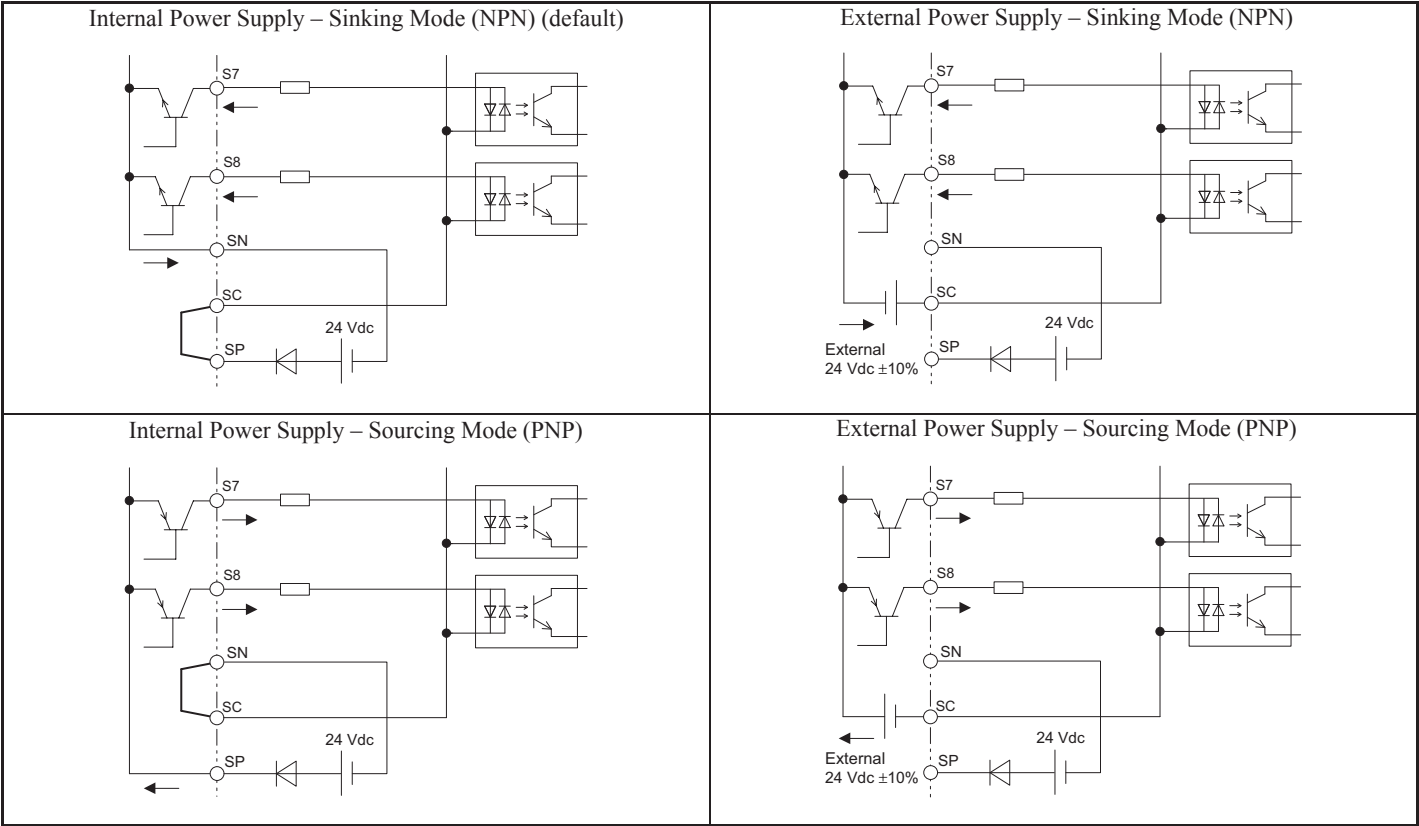 Internal Power Supply – Sinking Mode (NPN) (default)
S7
S8
SN
SC
24 Vdc
SP
External Power Supply – Sinking Mode (NPN)
S7
S8
SN
SC
24 Vdc
External
24 Vdc ±10%
SP
Internal Power Supply – Sourcing Mode (PNP)
S7
S8
SN
SC
24 Vdc
SP
External Power Supply – Sourcing Mode (PNP)
S7
S8
SN
SC
24 Vdc
External
24 Vdc ±10%
SP